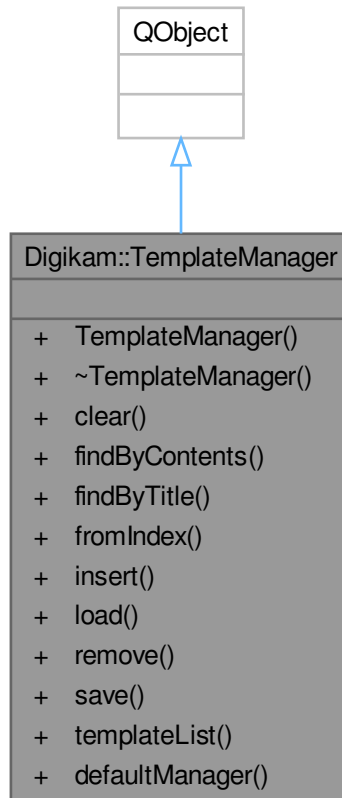 QObject
Digikam::TemplateManager
+ TemplateManager()
+ ~TemplateManager()
+ clear()
+ findByContents()
+ findByTitle()
+ fromIndex()
+ insert()
+ load()
+ remove()
+ save()
+ templateList()
+ defaultManager()